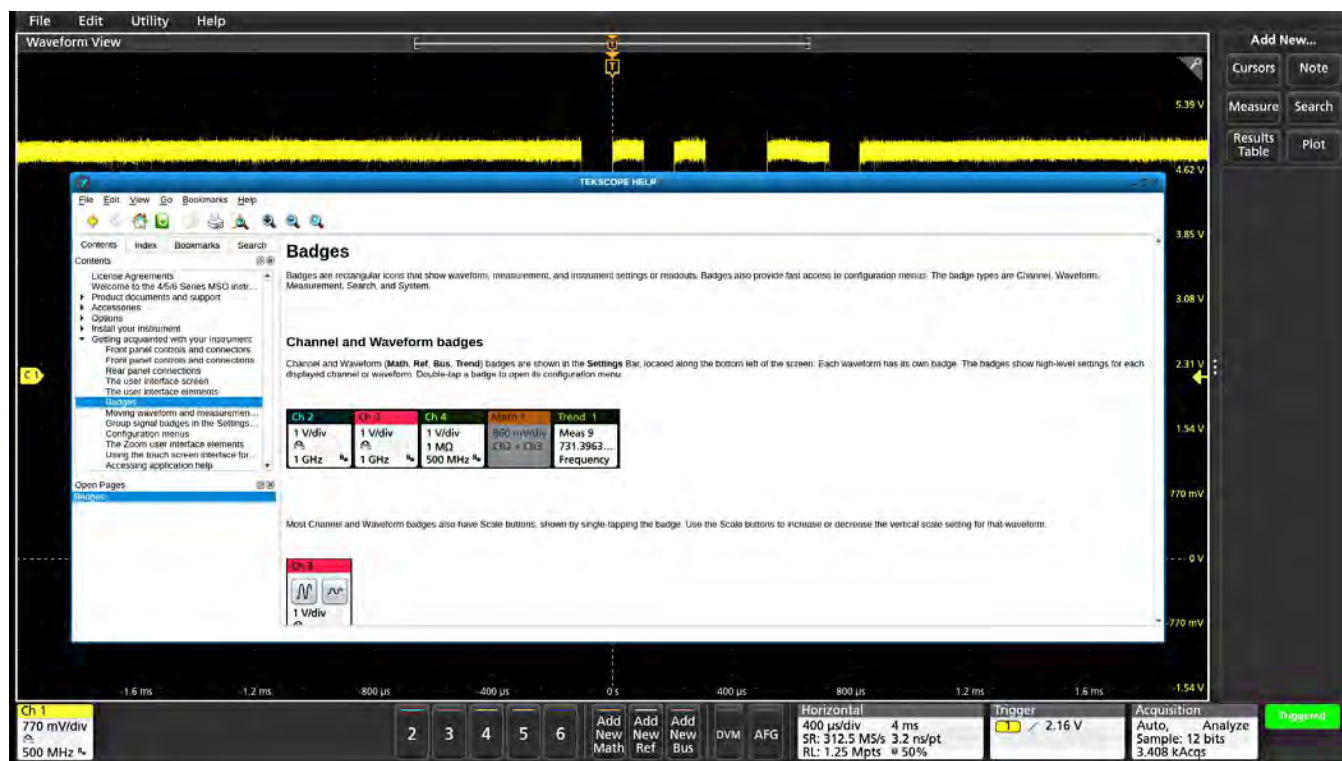 File Edit Utility Help
Waveform View
T
T
Add New...
Cursors Note
Measure Search
Results Table Plot
5.39 V
4.62 V
3.85 V
3.08 V
2.31 V
1.54 V
770 mV
0 V
-770 mV
-1.54 V
C1
TEKSCOPE HELP
File Edit View Go Bookmarks Help
Contents Index Bookmarks Search
Contents
License Agreements
Welcome to the 4/5/6 Series MSO instr...
Product documents and support
Accessories
Options
Install your instrument
Getting acquainted with your instrument
Front panel controls and connectors
Front panel controls and connections
Rear panel connections
The user interface screen
The user interface elements
Badges
Moving waveform and measuremen...
Group signal badges in the Settings...
Configuration menus
The Zoom user interface elements
Using the touch screen interface for...
Accessing application help
Open Pages
Badges
Badges
Badges are rectangular icons that show waveform, measurement, and instrument settings or readouts. Badges also provide fast access to configuration menus. The badge types are Channel, Waveform,
Measurement, Search, and System.
Channel and Waveform badges
Channel and Waveform (Math, Ref, Bus, Trend) badges are shown in the Settings Bar, located along the bottom left of the screen. Each waveform has its own badge. The badges show high-level settings for each
displayed channel or waveform. Double-tap a badge to open its configuration menu.
Ch 2 Ch 3 Ch 4 Math 1 Trend 1
1 V/div 1 V/div 1 V/div 860 mV/div Meas 9
1 MΩ Ch2 + Ch3 731.3963...
1 GHz 1 GHz 500 MHz Frequency
Most Channel and Waveform badges also have Scale buttons, shown by single-tapping the badge. Use the Scale buttons to increase or decrease the vertical scale setting for that waveform.
Ch 3
1 V/div
-1.6 ms -1.2 ms -800 µs -400 µs 0 s 400 µs 800 µs 1.2 ms 1.6 ms
Ch 1
770 mV/div
500 MHz
2 3 4 5 6
Add New Math
Add New Ref
Add New Bus
DVM AFG
Horizontal
400 µs/div 4 ms
SR: 312.5 MS/s 3.2 ns/pt
RL: 1.25 Mpts 50%
Trigger
1 2.16 V
Acquisition
Auto, Analyze
Sample: 12 bits
3.408 kAcqs
Triggered